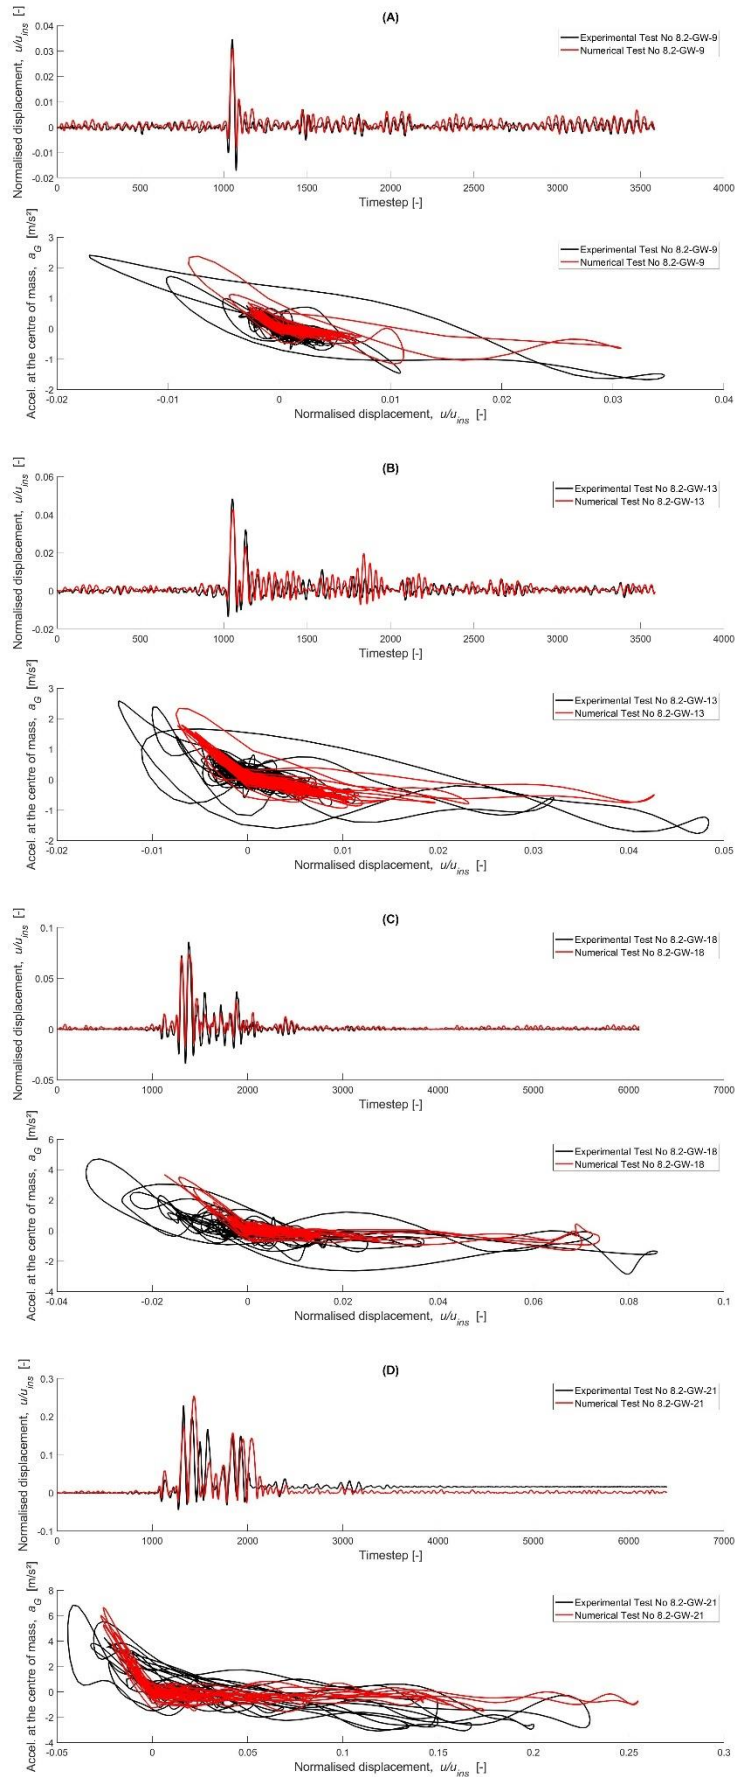 (A)
Normalised displacement, u/u_ins [-]
0.04
0.03
0.02
0.01
0
-0.01
-0.02
Experimental Test No 8.2-GW-9
Numerical Test No 8.2-GW-9
0 500 1000 1500 2000 2500 3000 3500 4000
Timestep [-]
Accel. at the centre of mass, a_G [m/s²]
3
2
1
0
-1
-2
Experimental Test No 8.2-GW-9
Numerical Test No 8.2-GW-9
-0.02 -0.01 0 0.01 0.02 0.03 0.04
Normalised displacement, u/u_ins [-]
(B)
Normalised displacement, u/u_ins [-]
0.06
0.04
0.02
0
-0.02
Experimental Test No 8.2-GW-13
Numerical Test No 8.2-GW-13
0 500 1000 1500 2000 2500 3000 3500 4000
Timestep [-]
Accel. at the centre of mass, a_G [m/s²]
3
2
1
0
-1
-2
Experimental Test No 8.2-GW-13
Numerical Test No 8.2-GW-13
-0.02 -0.01 0 0.01 0.02 0.03 0.04 0.05
Normalised displacement, u/u_ins [-]
(C)
Normalised displacement, u/u_ins [-]
0.1
0.05
0
-0.05
Experimental Test No 8.2-GW-18
Numerical Test No 8.2-GW-18
0 1000 2000 3000 4000 5000 6000 7000
Timestep [-]
Accel. at the centre of mass, a_G [m/s²]
6
4
2
0
-2
-4
Experimental Test No 8.2-GW-18
Numerical Test No 8.2-GW-18
-0.04 -0.02 0 0.02 0.04 0.06 0.08 0.1
Normalised displacement, u/u_ins [-]
(D)
Normalised displacement, u/u_ins [-]
0.3
0.2
0.1
0
-0.1
Experimental Test No 8.2-GW-21
Numerical Test No 8.2-GW-21
0 1000 2000 3000 4000 5000 6000 7000
Timestep [-]
Accel. at the centre of mass, a_G [m/s²]
8
6
4
2
0
-2
-4
Experimental Test No 8.2-GW-21
Numerical Test No 8.2-GW-21
-0.05 0 0.05 0.1 0.15 0.2 0.25 0.3
Normalised displacement, u/u_ins [-]